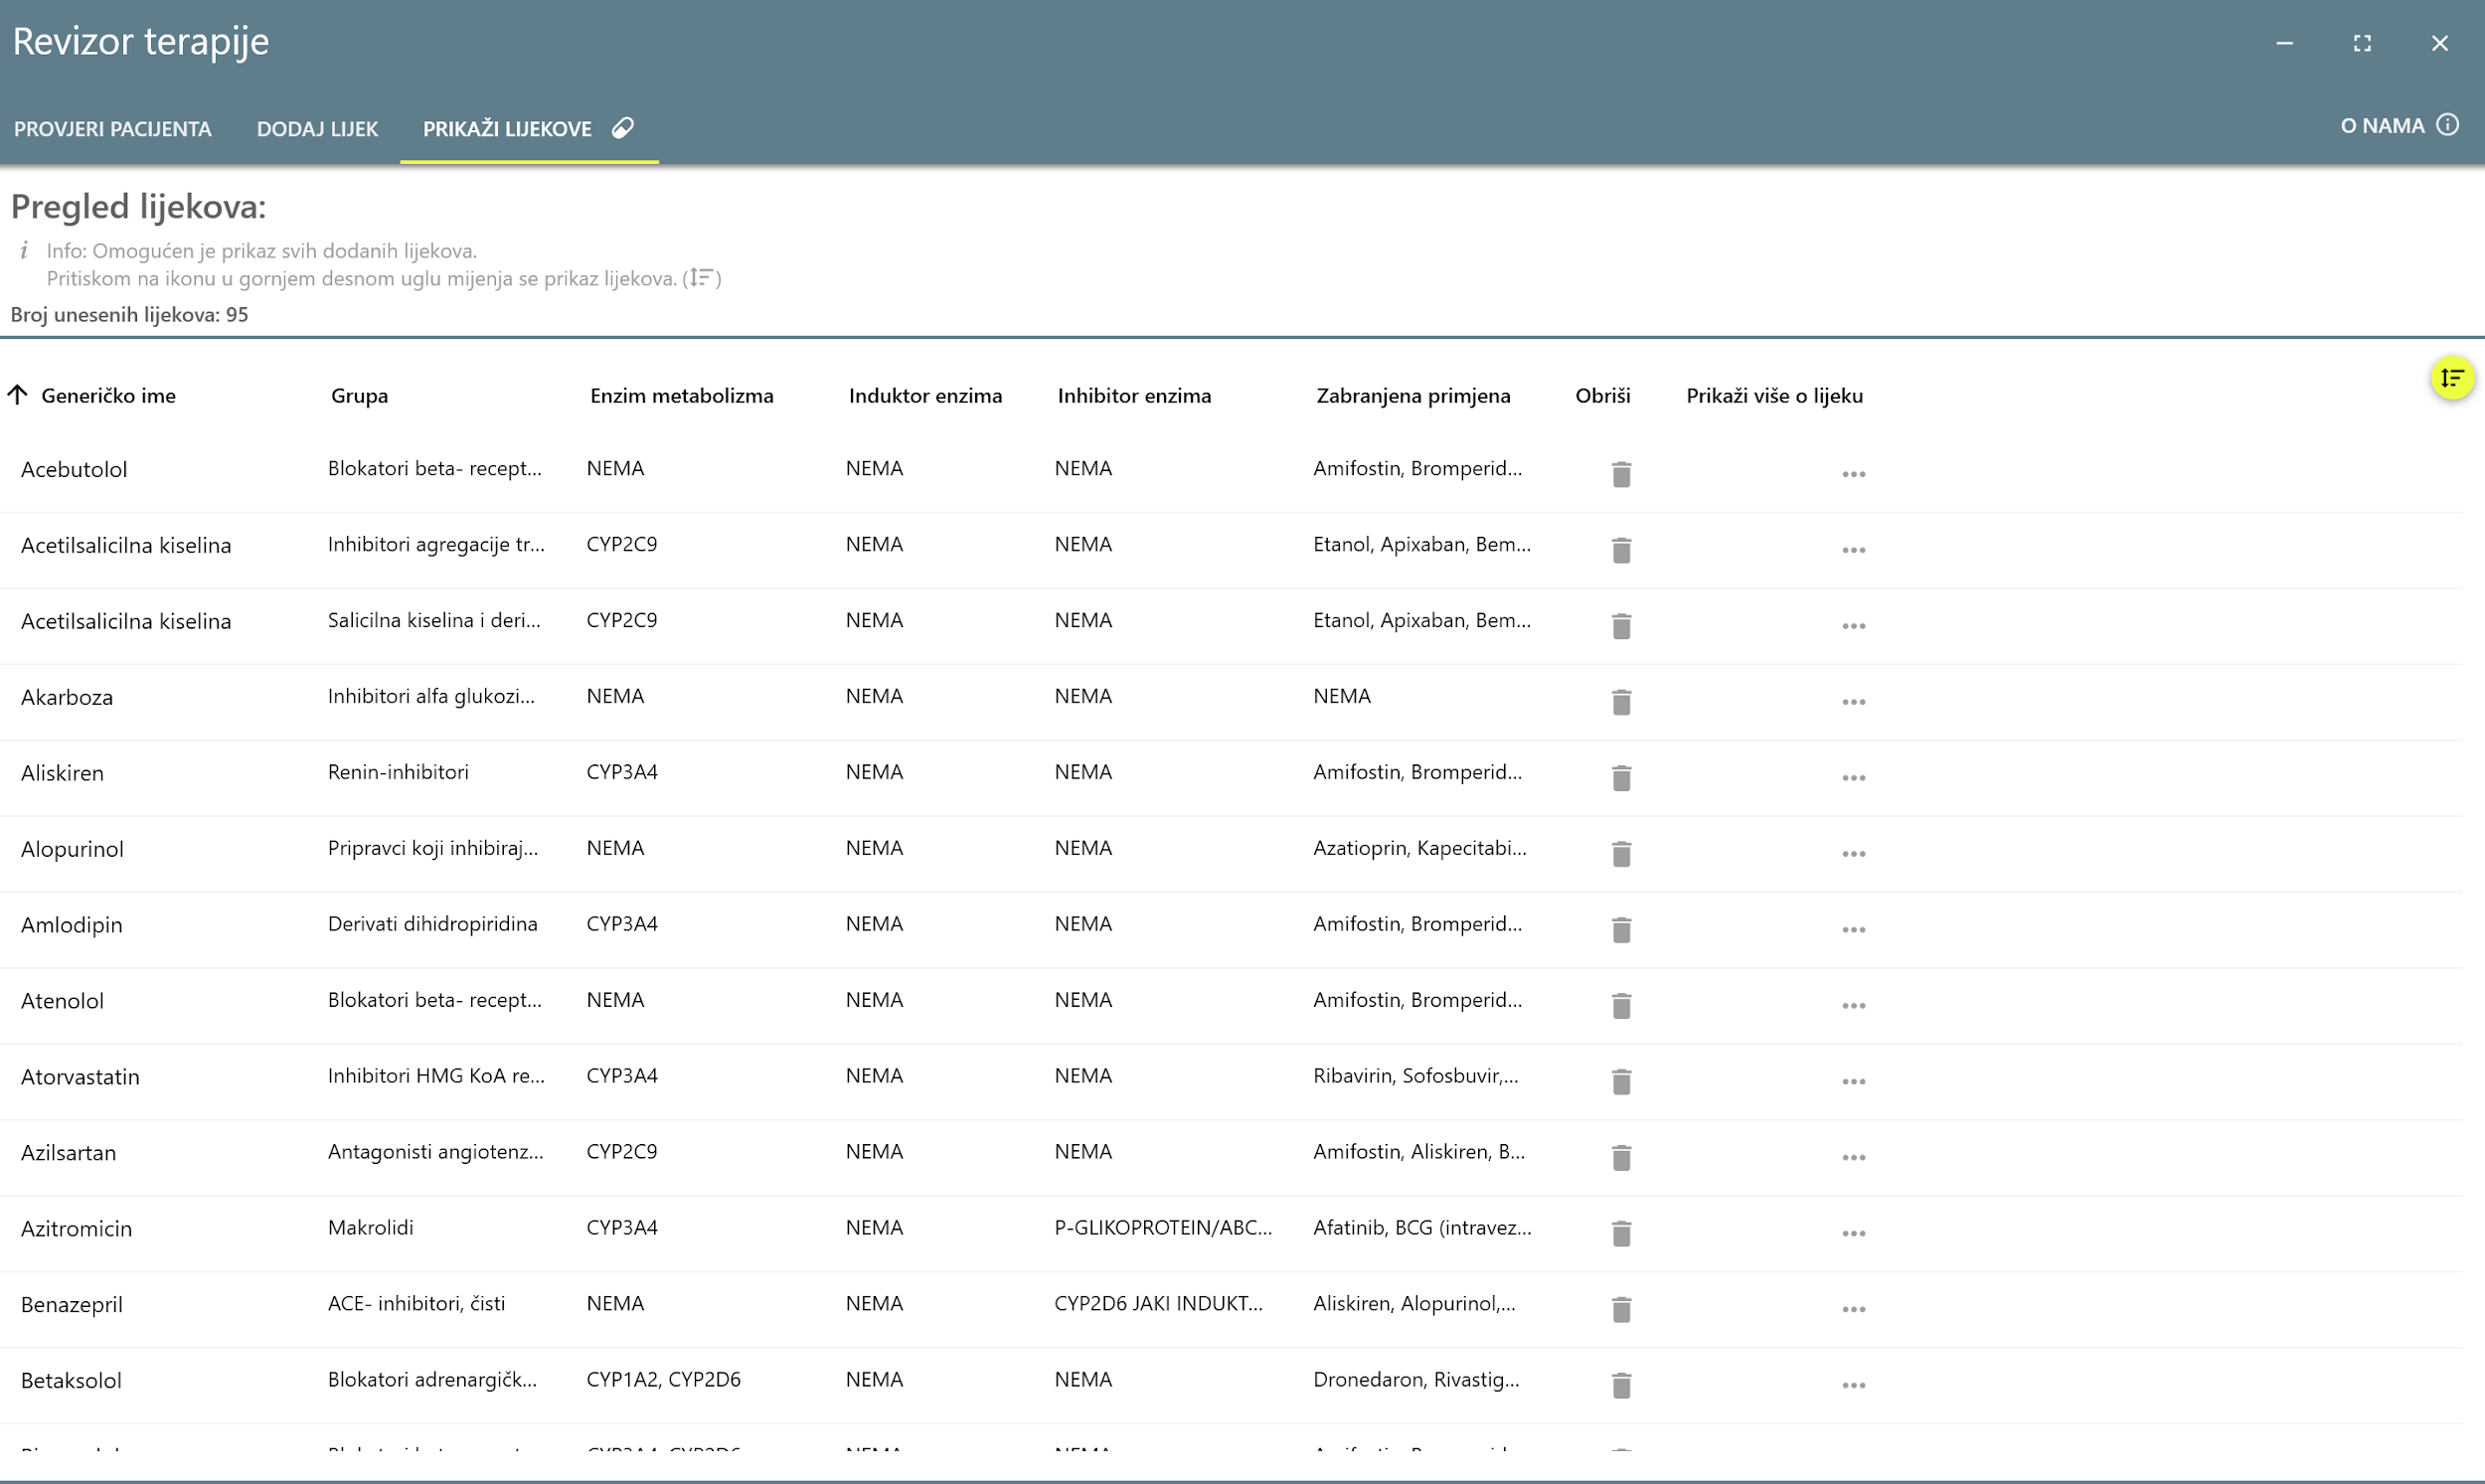 Revizor terapije
PROVJERI PACIJENTA DODAJ LIJEK PRIKAŽI LIJEKOVE O NAMA
Pregled lijekova:
i Info: Omogućen je prikaz svih dodanih lijekova.
Pritiskom na ikonu u gornjem desnom uglu mijenja se prikaz lijekova. ( )
Broj unesenih lijekova: 95
Generičko ime Grupa Enzim metabolizma Induktor enzima Inhibitor enzima Zabranjena primjena Obriši Prikaži više o lijeku
Acebutolol Blokatori beta- recept... NEMA NEMA NEMA Amifostin, Bromperid...
Acetilsalicilna kiselina Inhibitori agregacije tr... CYP2C9 NEMA NEMA Etanol, Apixaban, Bem...
Acetilsalicilna kiselina Salicilna kiselina i deri... CYP2C9 NEMA NEMA Etanol, Apixaban, Bem...
Akarboza Inhibitori alfa glukozi... NEMA NEMA NEMA NEMA
Aliskiren Renin-inhibitori CYP3A4 NEMA NEMA Amifostin, Bromperid...
Alopurinol Pripravci koji inhibiraj... NEMA NEMA NEMA Azatioprin, Kapecitabi...
Amlodipin Derivati dihidropiridina CYP3A4 NEMA NEMA Amifostin, Bromperid...
Atenolol Blokatori beta- recept... NEMA NEMA NEMA Amifostin, Bromperid...
Atorvastatin Inhibitori HMG KoA re... CYP3A4 NEMA NEMA Ribavirin, Sofosbuvir,...
Azilsartan Antagonisti angiotenz... CYP2C9 NEMA NEMA Amifostin, Aliskiren, B...
Azitromicin Makrolidi CYP3A4 NEMA P-GLIKOPROTEIN/ABC... Afatinib, BCG (intravez...
Benazepril ACE- inhibitori, čisti NEMA NEMA CYP2D6 JAKI INDUKT... Aliskiren, Alopurinol,...
Betaksolol Blokatori adrenargičk... CYP1A2, CYP2D6 NEMA NEMA Dronedaron, Rivastig...